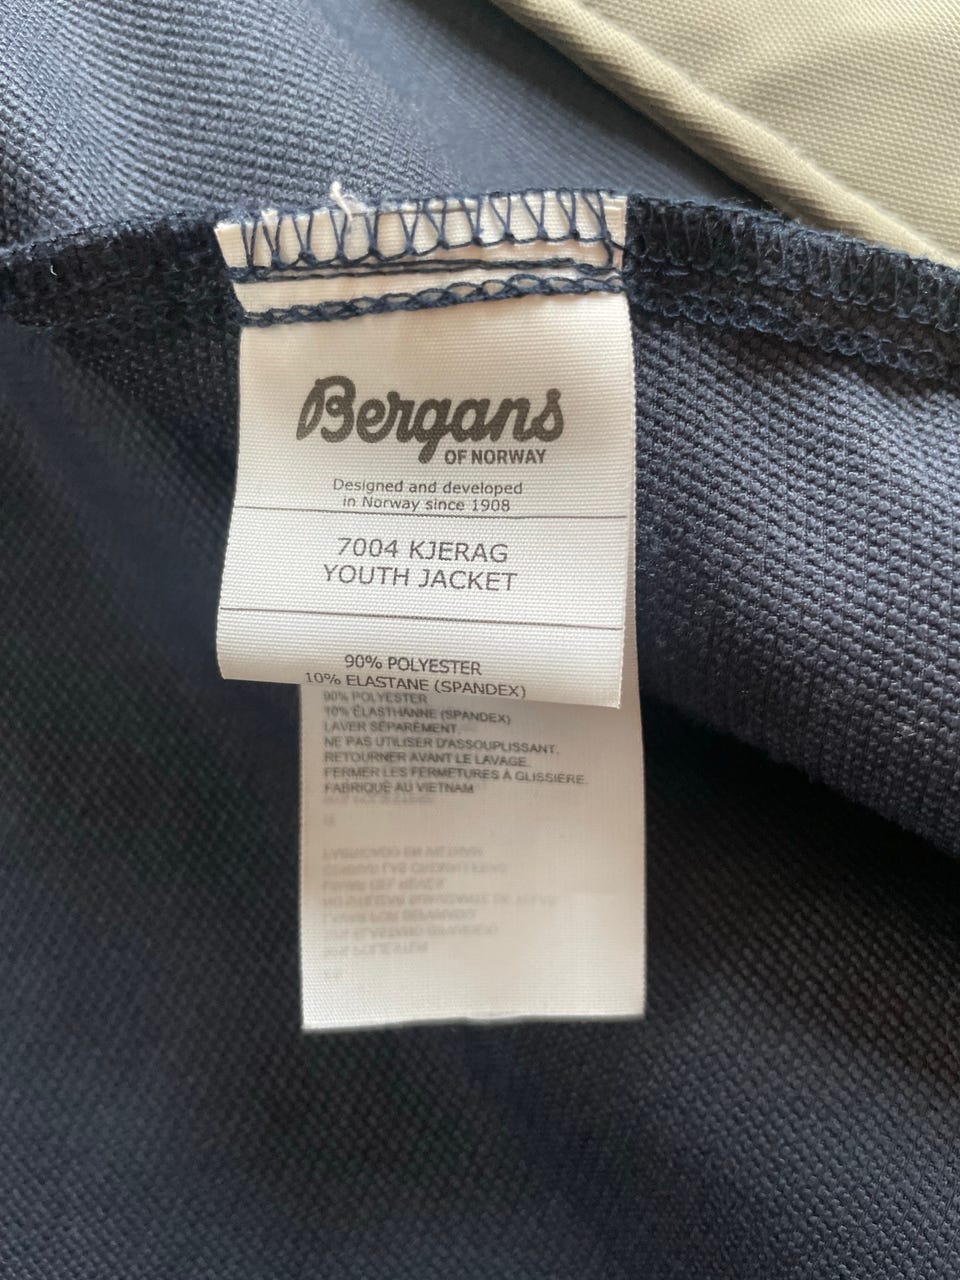 Bergans
OF NORWAY
Designed and developed
in Norway since 1908
7004 KJERAG
YOUTH JACKET
90% POLYESTER
10% ELASTANE (SPANDEX)
90% POLYESTER
10% ÉLASTHANNE (SPANDEX)
LAVER SÉPARÉMENT.
NE PAS UTILISER D'ASSOUPLISSANT.
RETOURNER AVANT LE LAVAGE.
FERMER LES FERMETURES À GLISSIÈRE.
FABRIQUÉ AU VIETNAM